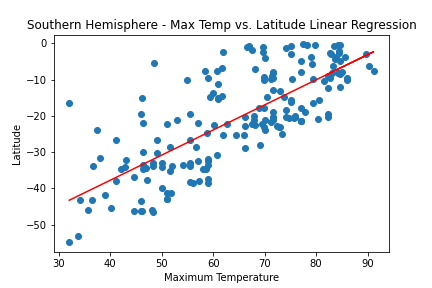 Southern Hemisphere - Max Temp vs. Latitude Linear Regression
0
−10
−20
−30
−40
−50
Latitude
30 40 50 60 70 80 90
Maximum Temperature